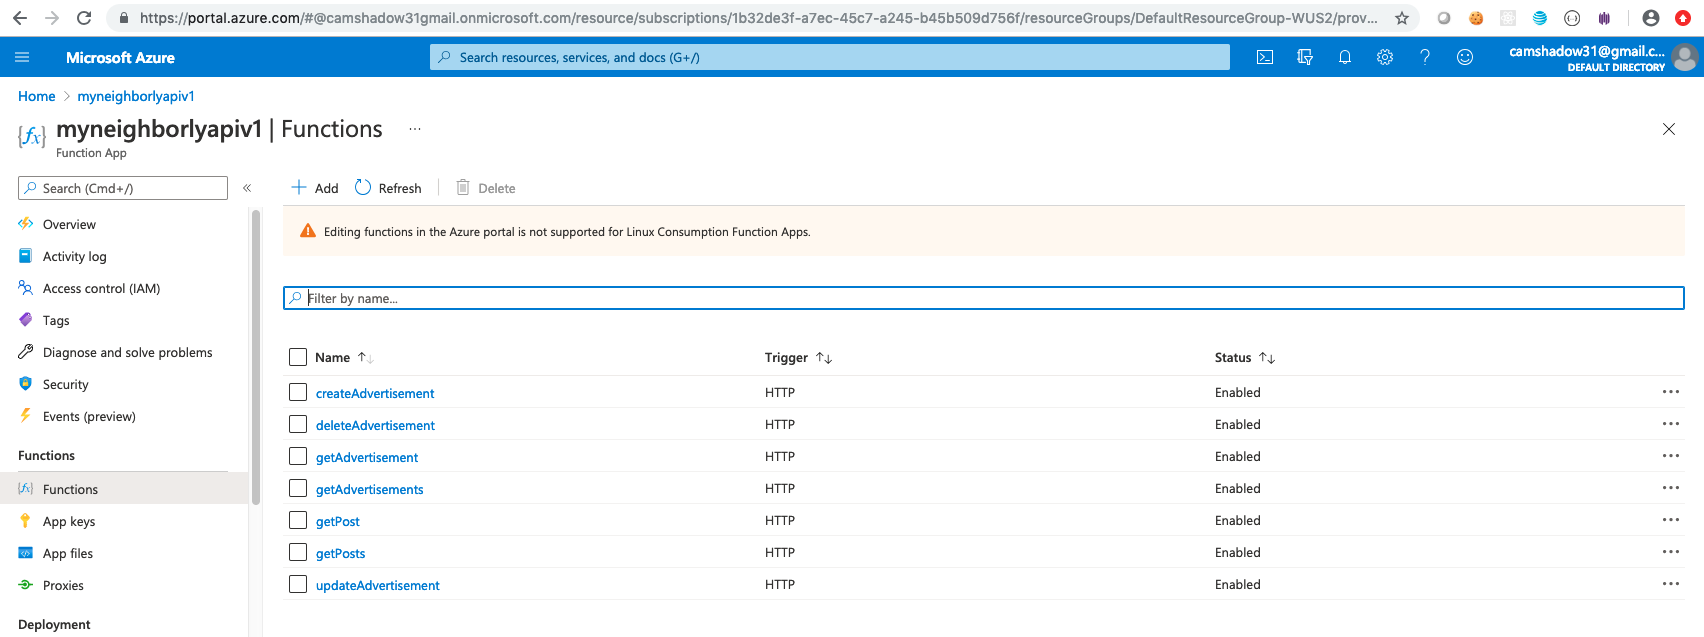 https://portal.azure.com/#@camshadow31gmail.onmicrosoft.com/resource/subscriptions/1b32de3f-a7ec-45c7-a245-b45b509d756f/resourceGroups/DefaultResourceGroup-WUS2/prov...
Microsoft Azure
Search resources, services, and docs (G+/)
camshadow31@gmail.c...
DEFAULT DIRECTORY
Home > myneighborlyapiv1
{fx} myneighborlyapiv1 | Functions ...
Function App
Search (Cmd+/) «
Overview
Activity log
Access control (IAM)
Tags
Diagnose and solve problems
Security
Events (preview)
Functions
Functions
App keys
App files
Proxies
Deployment
Add Refresh Delete
Editing functions in the Azure portal is not supported for Linux Consumption Function Apps.
Filter by name...
Name Trigger Status
createAdvertisement HTTP Enabled
deleteAdvertisement HTTP Enabled
getAdvertisement HTTP Enabled
getAdvertisements HTTP Enabled
getPost HTTP Enabled
getPosts HTTP Enabled
updateAdvertisement HTTP Enabled